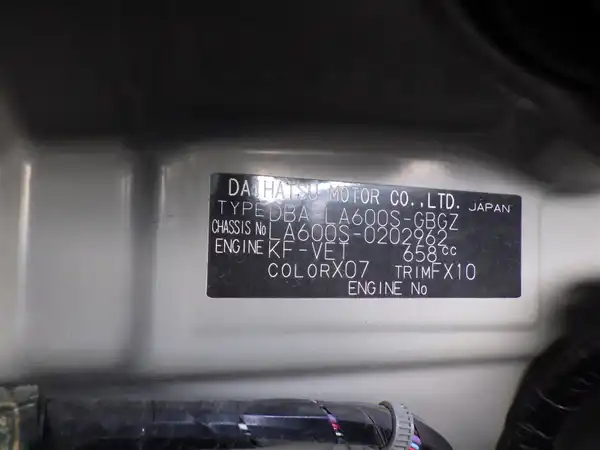 DAIHATSU MOTOR CO.,LTD. JAPAN
TYPE DBA-LA600S-GBGZ
CHASSIS No LA600S-0202962
ENGINE KF-VET 658cc
COLOR X07 TRIM FX10
ENGINE No